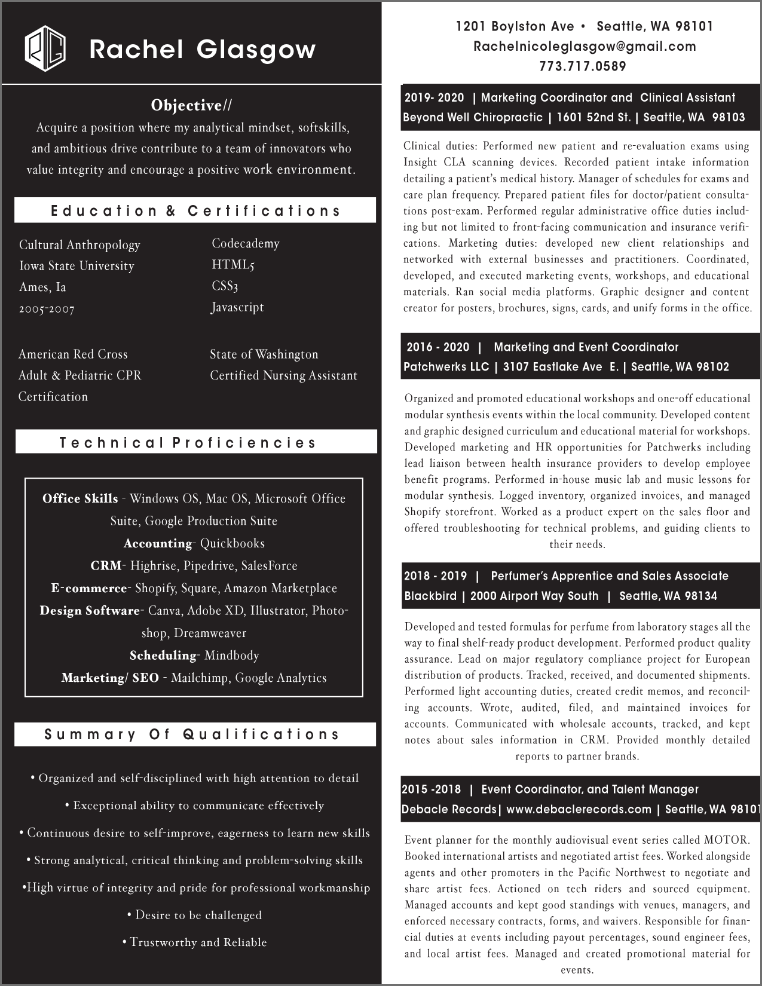 RG
Rachel Glasgow
Objective//
Acquire a position where my analytical mindset, softskills,
and ambitious drive contribute to a team of innovators who
value integrity and encourage a positive work environment.
Education & Certifications
Cultural Anthropology
Iowa State University
Ames, Ia
2005-2007
Codecademy
HTML5
CSS3
Javascript
American Red Cross
Adult & Pediatric CPR
Certification
State of Washington
Certified Nursing Assistant
Technical Proficiencies
Office Skills - Windows OS, Mac OS, Microsoft Office
Suite, Google Production Suite
Accounting- Quickbooks
CRM- Highrise, Pipedrive, SalesForce
E-commerce- Shopify, Square, Amazon Marketplace
Design Software- Canva, Adobe XD, Illustrator, Photo-
shop, Dreamweaver
Scheduling- Mindbody
Marketing/ SEO - Mailchimp, Google Analytics
Summary Of Qualifications
• Organized and self-disciplined with high attention to detail
• Exceptional ability to communicate effectively
• Continuous desire to self-improve, eagerness to learn new skills
• Strong analytical, critical thinking and problem-solving skills
•High virtue of integrity and pride for professional workmanship
• Desire to be challenged
• Trustworthy and Reliable
1201 Boylston Ave • Seattle, WA 98101
Rachelnicoleglasgow@gmail.com
773.717.0589
2019- 2020 | Marketing Coordinator and Clinical Assistant
Beyond Well Chiropractic | 1601 52nd St. | Seattle, WA 98103
Clinical duties: Performed new patient and re-evaluation exams using
Insight CLA scanning devices. Recorded patient intake information
detailing a patient's medical history. Manager of schedules for exams and
care plan frequency. Prepared patient files for doctor/patient consulta-
tions post-exam. Performed regular administrative office duties includ-
ing but not limited to front-facing communication and insurance verifi-
cations. Marketing duties: developed new client relationships and
networked with external businesses and practitioners. Coordinated,
developed, and executed marketing events, workshops, and educational
materials. Ran social media platforms. Graphic designer and content
creator for posters, brochures, signs, cards, and unify forms in the office.
2016 - 2020 | Marketing and Event Coordinator
Patchwerks LLC | 3107 Eastlake Ave E. | Seattle, WA 98102
Organized and promoted educational workshops and one-off educational
modular synthesis events within the local community. Developed content
and graphic designed curriculum and educational material for workshops.
Developed marketing and HR opportunities for Patchwerks including
lead liaison between health insurance providers to develop employee
benefit programs. Performed in-house music lab and music lessons for
modular synthesis. Logged inventory, organized invoices, and managed
Shopify storefront. Worked as a product expert on the sales floor and
offered troubleshooting for technical problems, and guiding clients to
their needs.
2018 - 2019 | Perfumer's Apprentice and Sales Associate
Blackbird | 2000 Airport Way South | Seattle, WA 98134
Developed and tested formulas for perfume from laboratory stages all the
way to final shelf-ready product development. Performed product quality
assurance. Lead on major regulatory compliance project for European
distribution of products. Tracked, received, and documented shipments.
Performed light accounting duties, created credit memos, and reconcil-
ing accounts. Wrote, audited, filed, and maintained invoices for
accounts. Communicated with wholesale accounts, tracked, and kept
notes about sales information in CRM. Provided monthly detailed
reports to partner brands.
2015 -2018 | Event Coordinator, and Talent Manager
Debacle Records| www.debaclerecords.com | Seattle, WA 98101
Event planner for the monthly audiovisual event series called MOTOR.
Booked international artists and negotiated artist fees. Worked alongside
agents and other promoters in the Pacific Northwest to negotiate and
share artist fees. Actioned on tech riders and sourced equipment.
Managed accounts and kept good standings with venues, managers, and
enforced necessary contracts, forms, and waivers. Responsible for finan-
cial duties at events including payout percentages, sound engineer fees,
and local artist fees. Managed and created promotional material for
events.